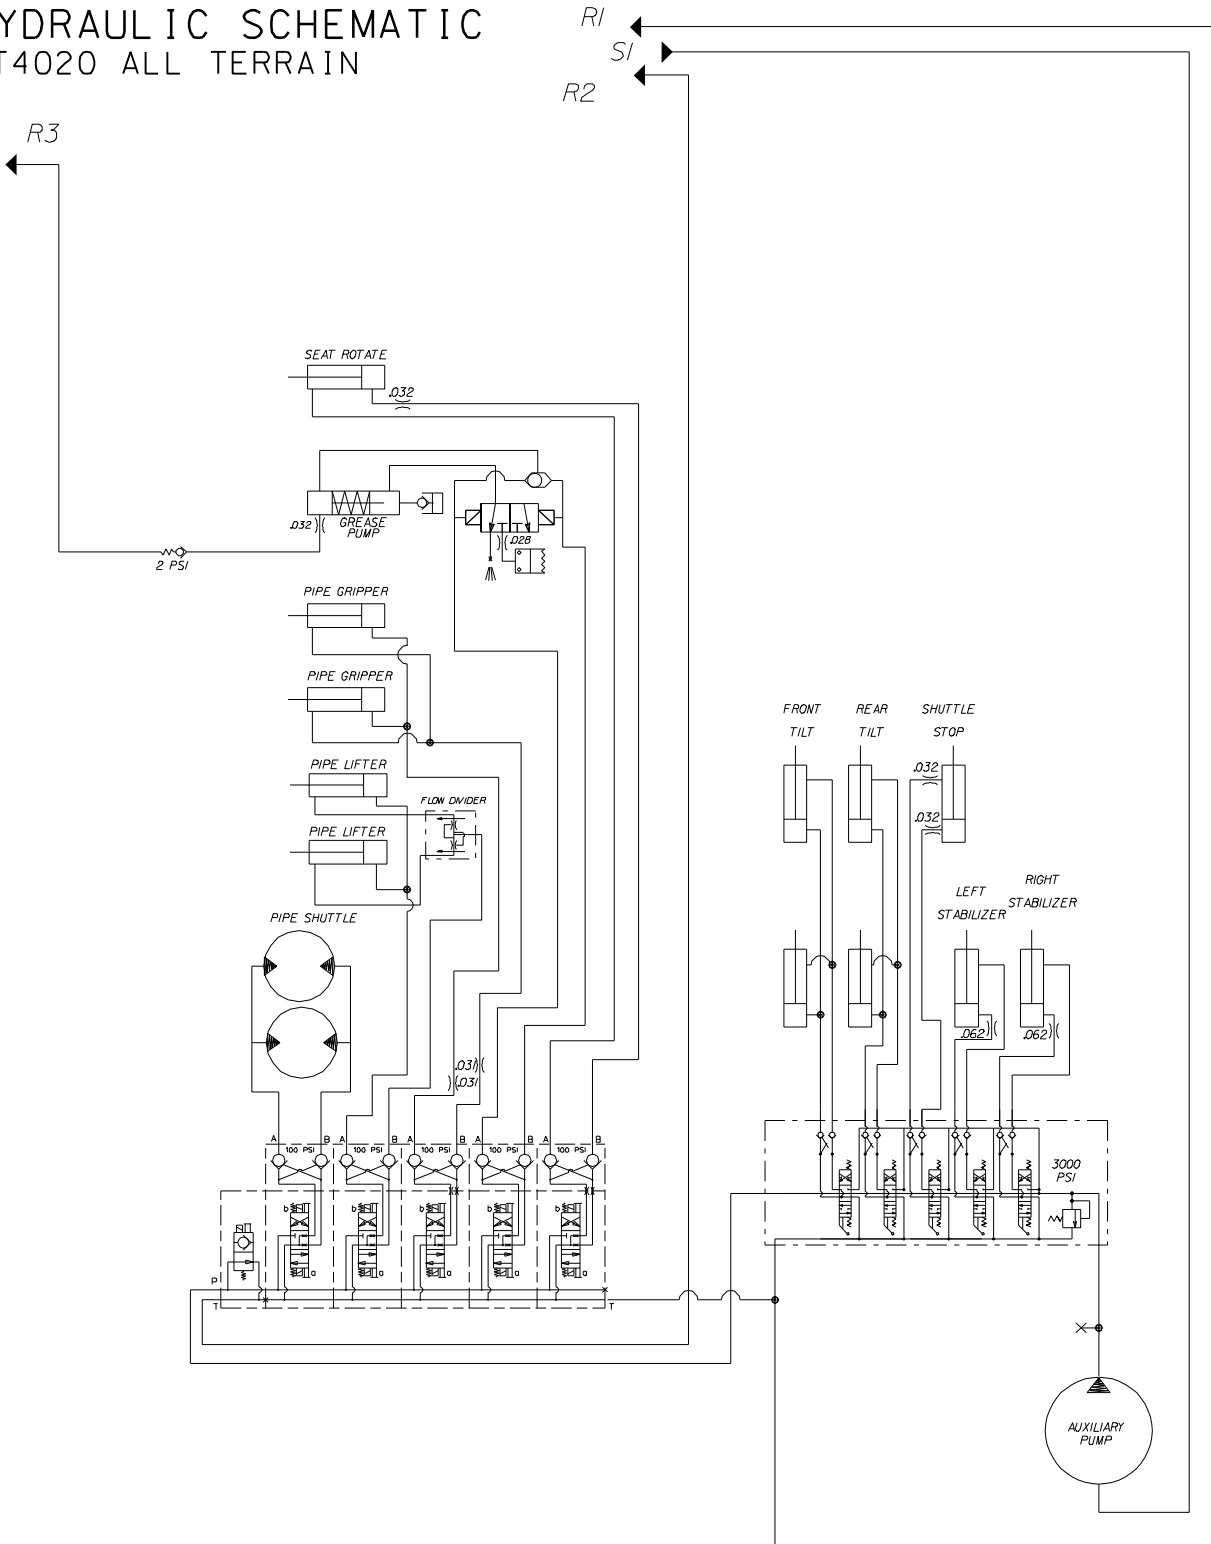 YDRAULIC SCHEMATIC
T4020 ALL TERRAIN
R1
S1
R2
R3
SEAT ROTATE
.032
.032
GREASE
PUMP
.028
2 PSI
PIPE GRIPPER
PIPE GRIPPER
PIPE LIFTER
FLOW DIVIDER
PIPE LIFTER
PIPE SHUTTLE
FRONT
TILT
REAR
TILT
SHUTTLE
STOP
.032
.032
LEFT
STABILIZER
RIGHT
STABILIZER
.062
.062
.031
.031
A B A B A B A B A B
100 PSI 100 PSI 100 PSI 100 PSI 100 PSI
b b b b b
a a a a a
P
T T
3000
PSI
AUXILIARY
PUMP